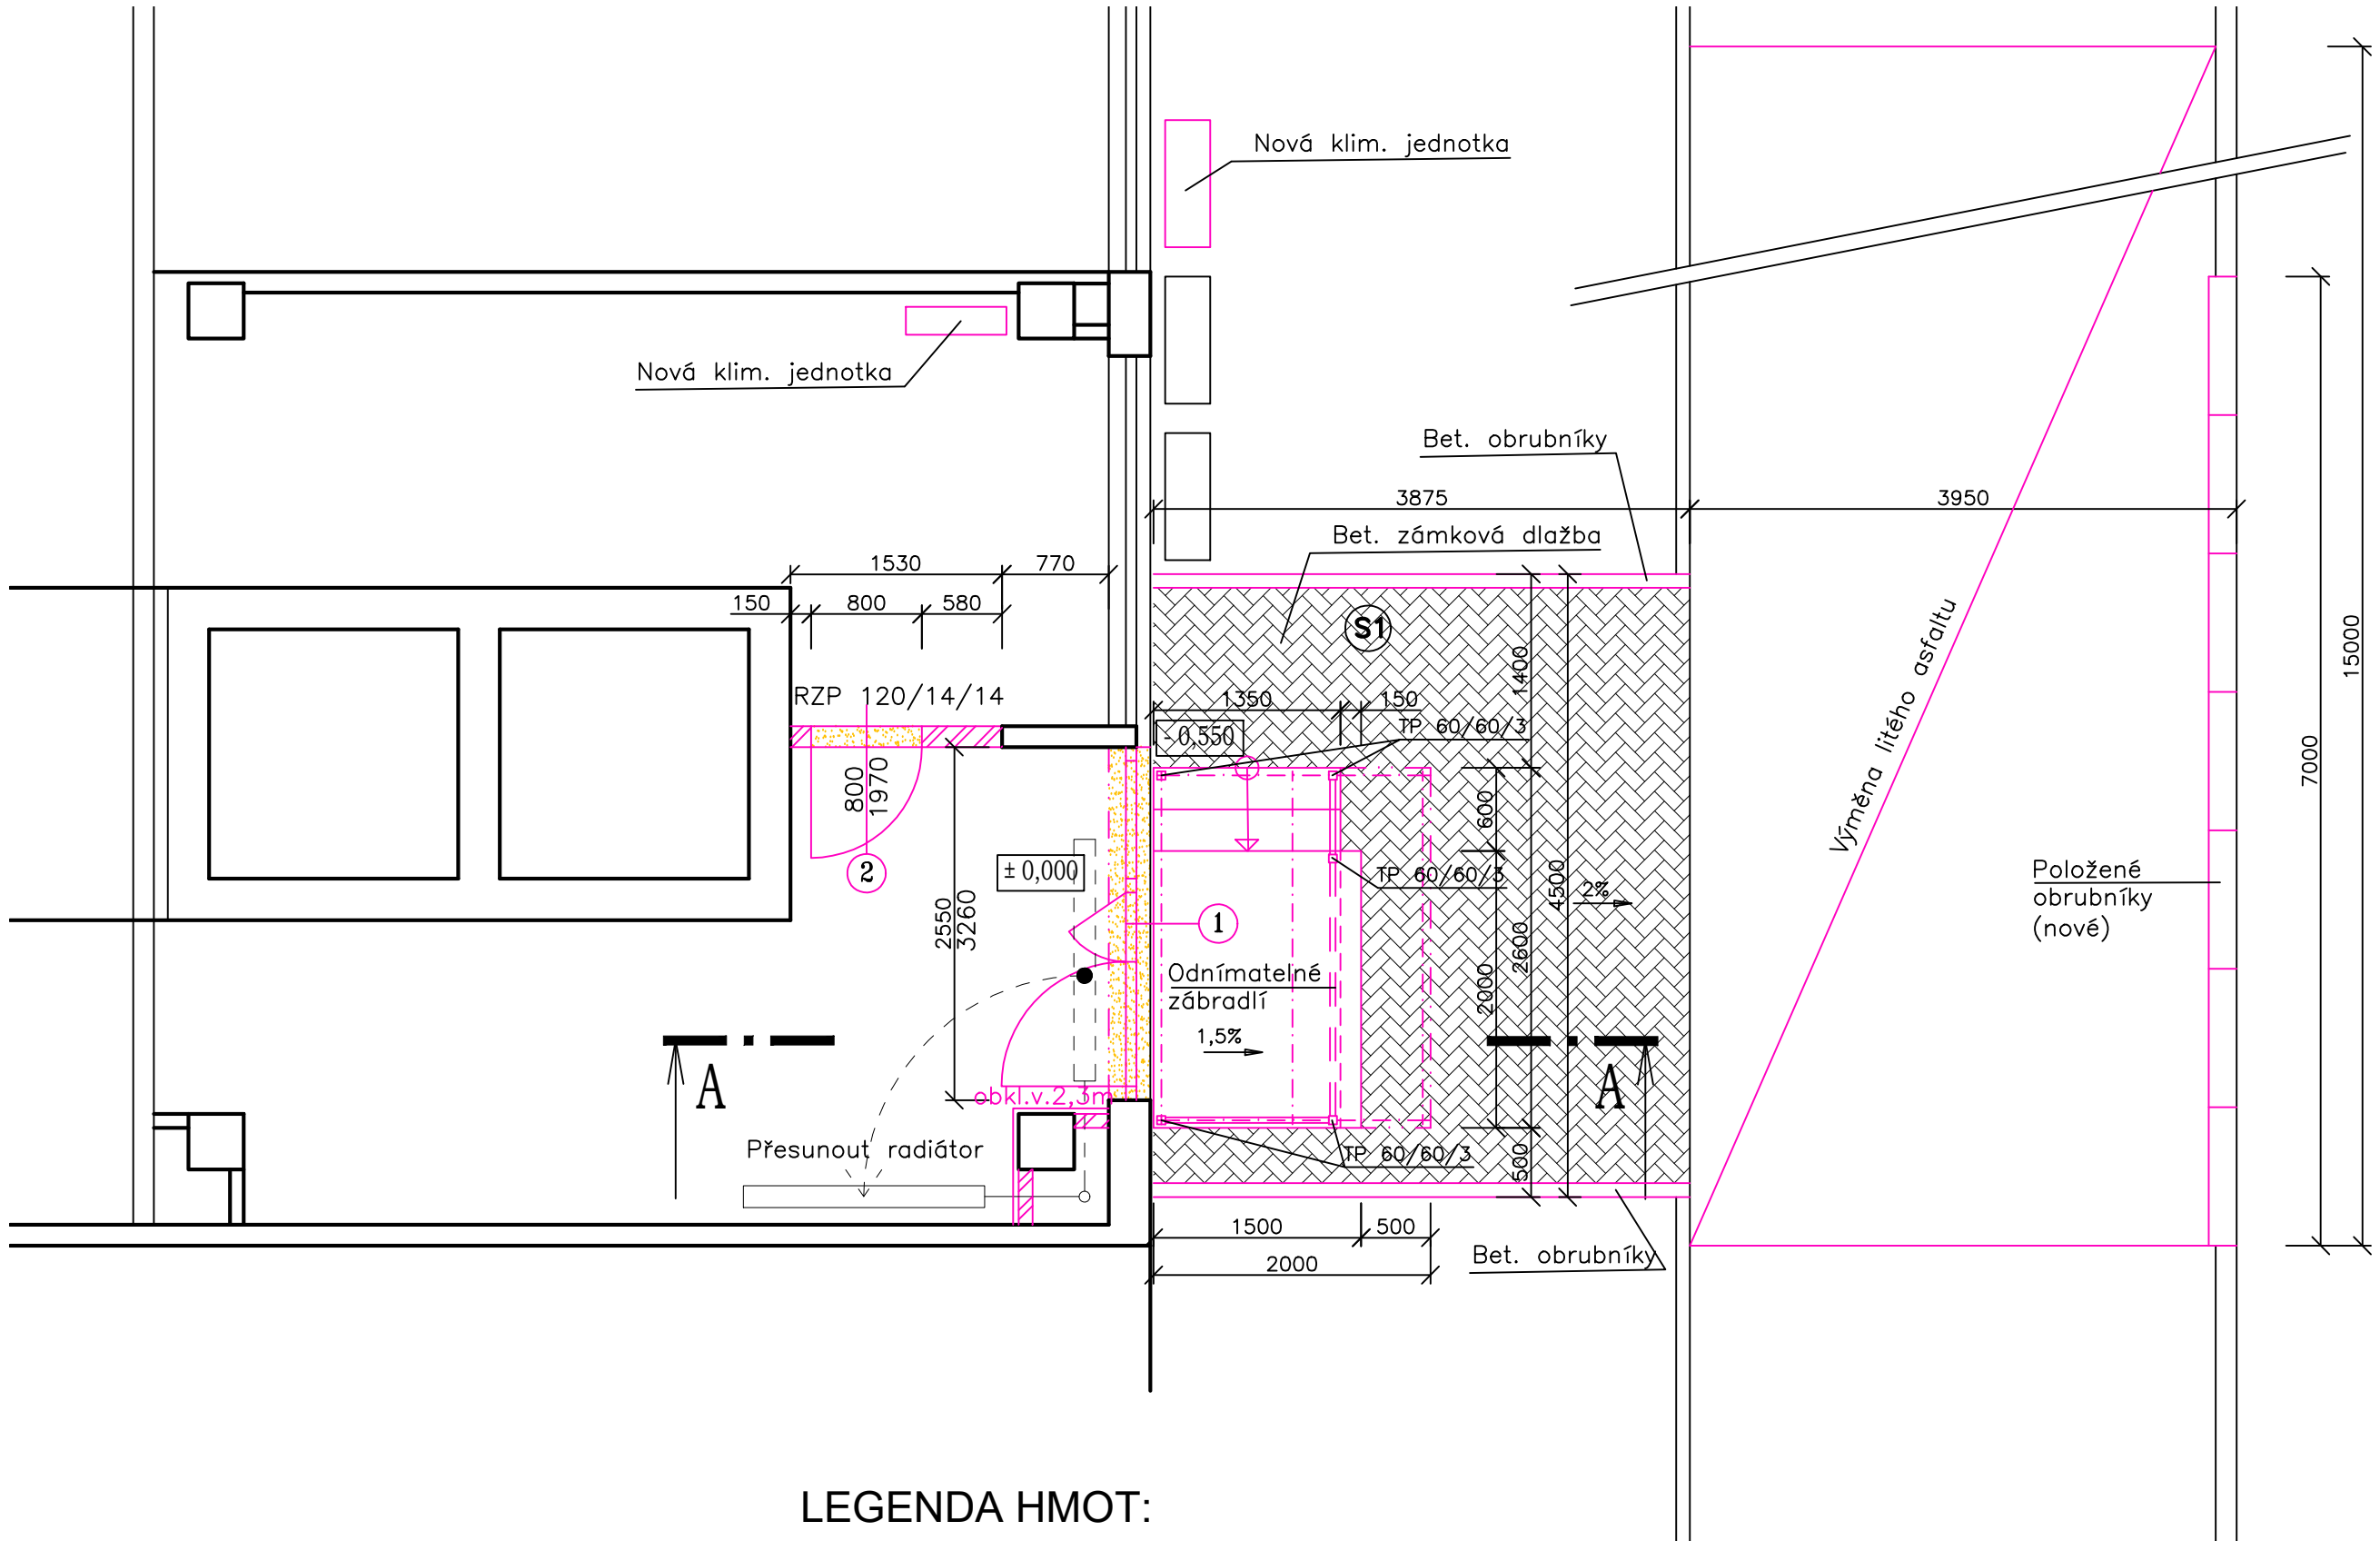 Nová klim. jednotka
15000
Nová klim. jednotka
Bet. obrubníky
3875
3950
Bet. zámková dlažba
1530
770
150
800
580
S1
1400
Výměna litého asfaltu
RZP 120/14/14
1350
150
TP 60/60/3
- 0,550
7000
800
1970
600
2
± 0,000
TP 60/60/3
4500
2%
Položené
obrubníky
(nové)
2550
3260
1
2600
2000
Odnímatelné
zábradlí
1,5%
A
A
obkl.v.2,3m
Přesunout radiátor
TP 60/60/3
500
1500
500
Bet. obrubníky
2000
LEGENDA HMOT: